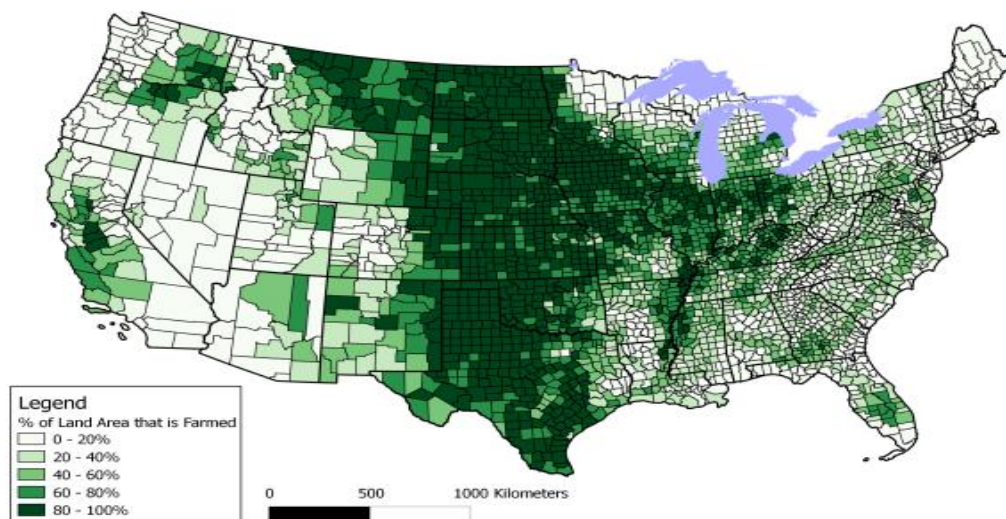 Legend
% of Land Area that is Farmed
0 - 20%
20 - 40%
40 - 60%
60 - 80%
80 - 100%
0 500 1000 Kilometers